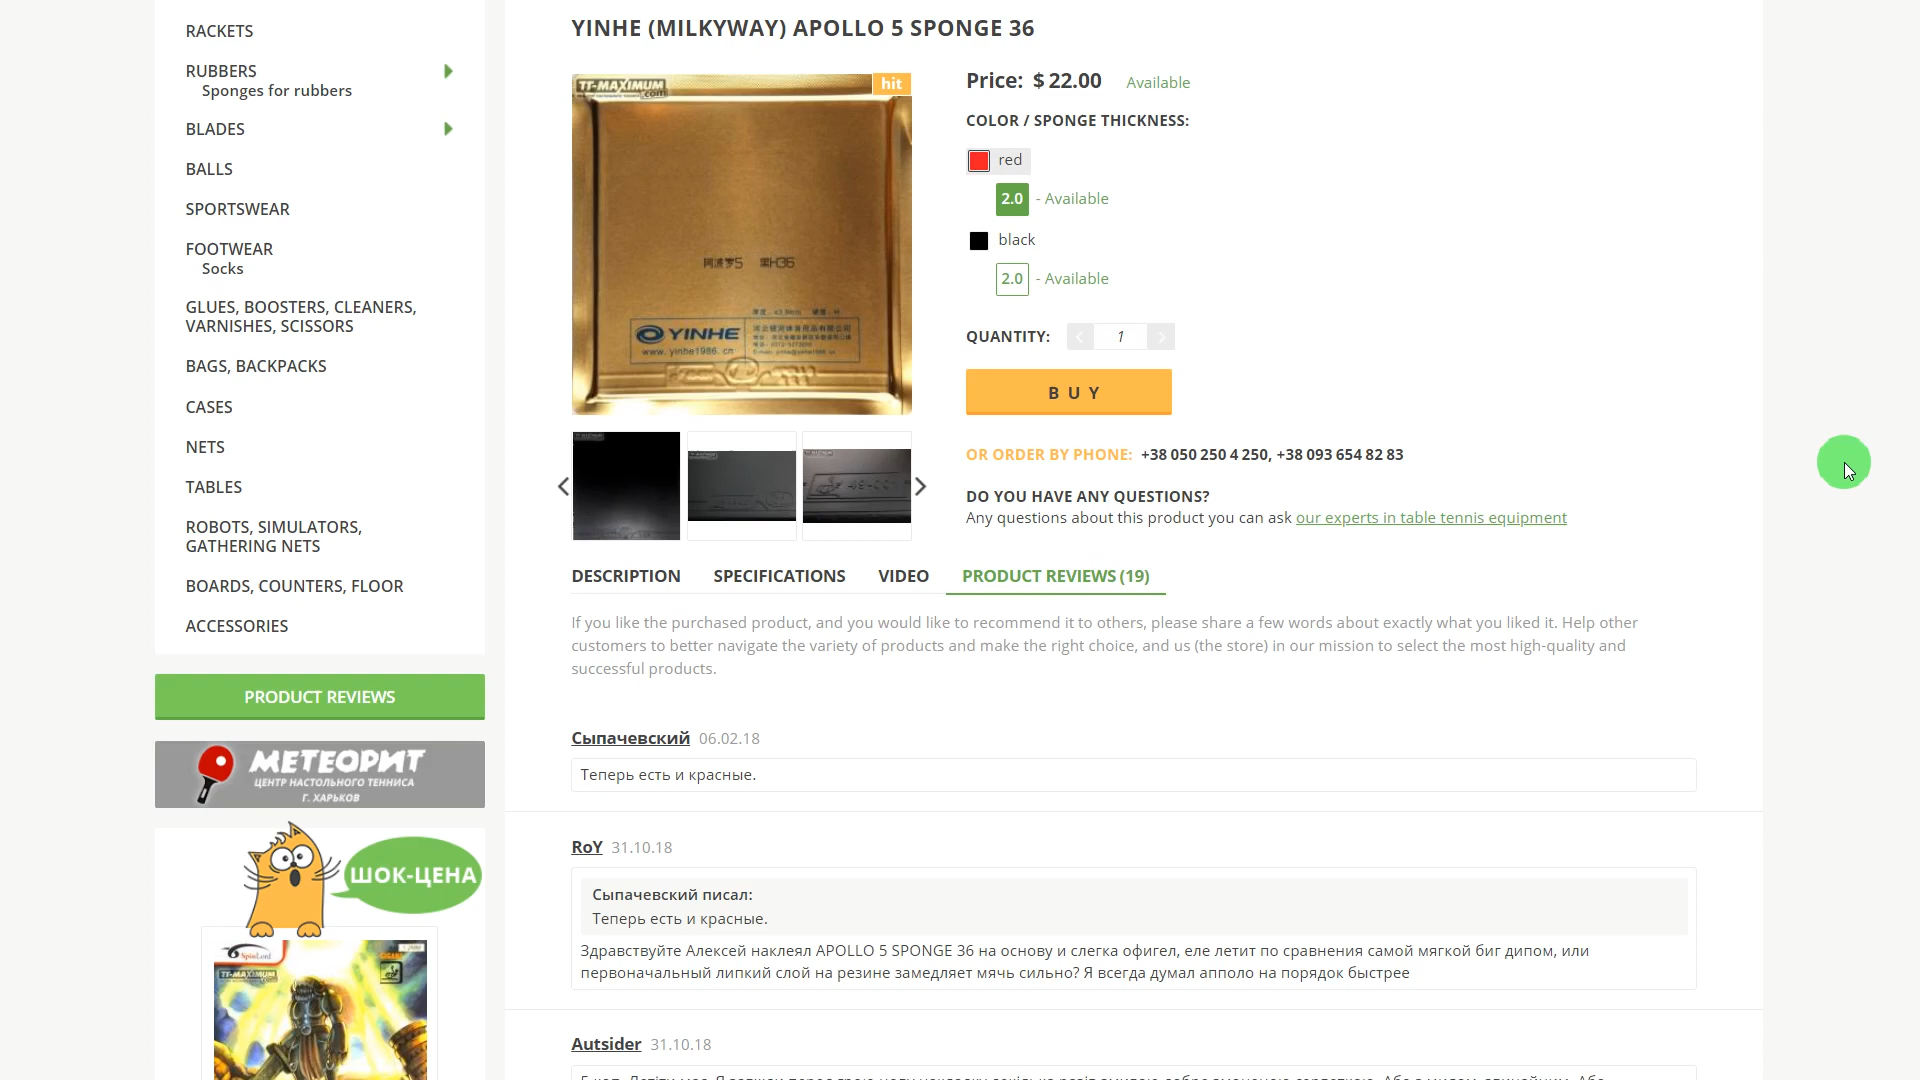 RACKETS
RUBBERS
Sponges for rubbers
BLADES
BALLS
SPORTSWEAR
FOOTWEAR
Socks
GLUES, BOOSTERS, CLEANERS,
VARNISHES, SCISSORS
BAGS, BACKPACKS
CASES
NETS
TABLES
ROBOTS, SIMULATORS,
GATHERING NETS
BOARDS, COUNTERS, FLOOR
ACCESSORIES
PRODUCT REVIEWS
МЕТЕОРИТ
ЦЕНТР НАСТОЛЬНОГО ТЕННИСА
Г. ХАРЬКОВ
ШОК-ЦЕНА
SpinLord
TT-MAXIMUM
YINHE (MILKYWAY) APOLLO 5 SPONGE 36
TT-MAXIMUM
.com
hit
阿波罗5
YINHE
www.yinhe1986.cn
Price: $ 22.00 Available
COLOR / SPONGE THICKNESS:
red
2.0 - Available
black
2.0 - Available
QUANTITY: 1
BUY
OR ORDER BY PHONE: +38 050 250 4 250, +38 093 654 82 83
DO YOU HAVE ANY QUESTIONS?
Any questions about this product you can ask our experts in table tennis equipment
DESCRIPTION SPECIFICATIONS VIDEO PRODUCT REVIEWS (19)
If you like the purchased product, and you would like to recommend it to others, please share a few words about exactly what you liked it. Help other
customers to better navigate the variety of products and make the right choice, and us (the store) in our mission to select the most high-quality and
successful products.
Сыпачевский 06.02.18
Теперь есть и красные.
RoY 31.10.18
Сыпачевский писал:
Теперь есть и красные.
Здравствуйте Алексей наклеял APOLLO 5 SPONGE 36 на основу и слегка офигел, еле летит по сравнения самой мягкой биг дипом, или
первоначальный липкий слой на резине замедляет мячь сильно? Я всегда думал апполо на порядок быстрее
Autsider 31.10.18